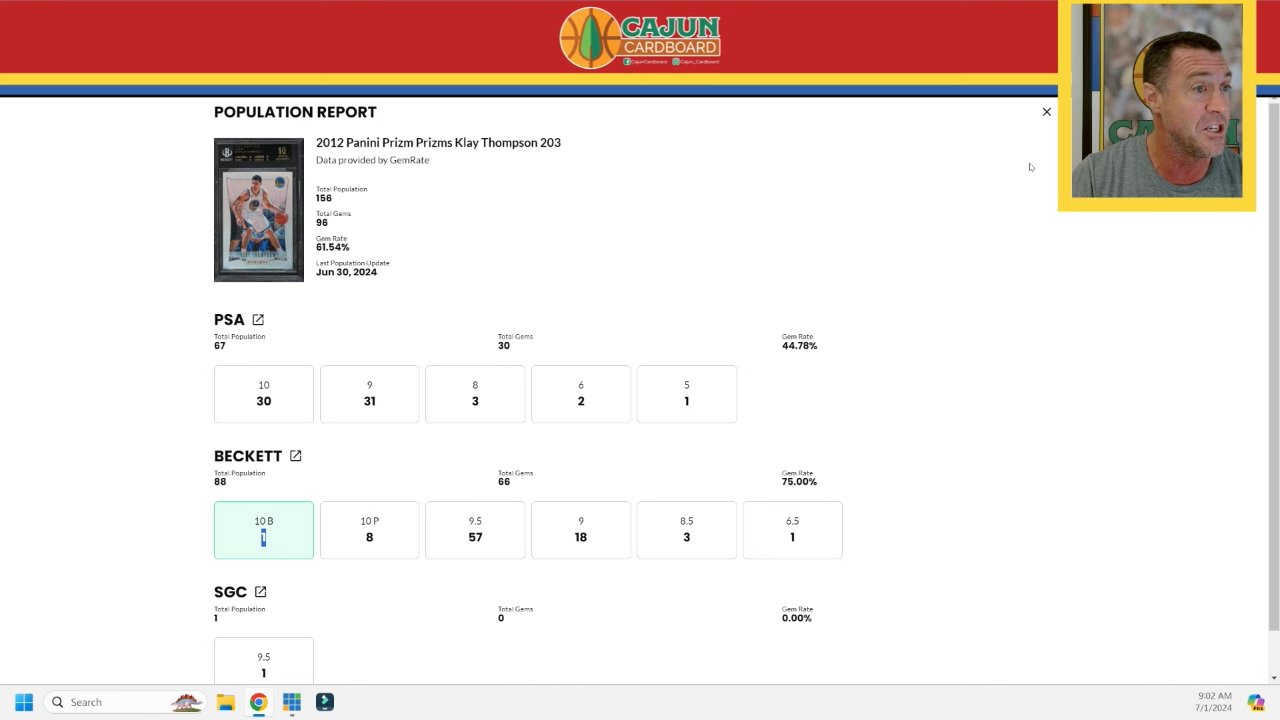 CAJUN
CARDBOARD
CajunCardboard Cajun_Cardboard
POPULATION REPORT
2012 Panini Prizm Prizms Klay Thompson 203
Data provided by GemRate
Total Population
156
Total Gems
96
Gem Rate
61.54%
Last Population Update
Jun 30, 2024
10
PSA
Total Population
67
Total Gems
30
Gem Rate
44.78%
10
30
9
31
8
3
6
2
5
1
BECKETT
Total Population
88
Total Gems
66
Gem Rate
75.00%
10 B
1
10 P
8
9.5
57
9
18
8.5
3
6.5
1
SGC
Total Population
1
Total Gems
0
Gem Rate
0.00%
9.5
1
Search
9:02 AM
7/1/2024